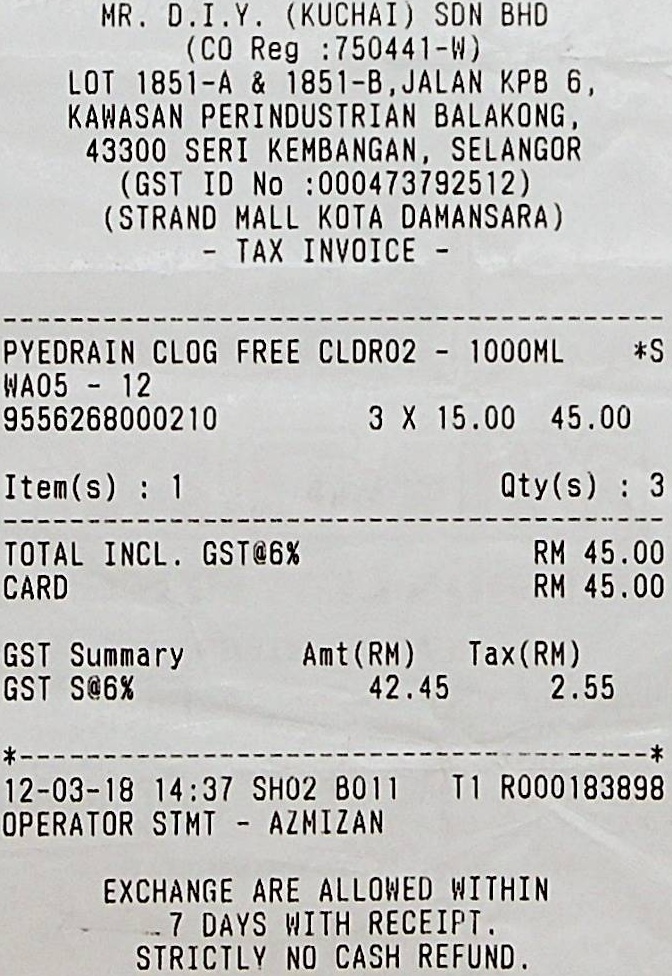 MR. D.I.Y. (KUCHAI) SDN BHD
(CO Reg :750441-W)
LOT 1851-A & 1851-B,JALAN KPB 6,
KAWASAN PERINDUSTRIAN BALAKONG,
43300 SERI KEMBANGAN, SELANGOR
(GST ID No :000473792512)
(STRAND MALL KOTA DAMANSARA)
- TAX INVOICE -
PYEDRAIN CLOG FREE CLDR02 - 1000ML *S
WA05 - 12
9556268000210 3 X 15.00 45.00
Item(s) : 1 Qty(s) : 3
TOTAL INCL. GST@6% RM 45.00
CARD RM 45.00
GST Summary Amt(RM) Tax(RM)
GST S@6% 42.45 2.55
*--------------------------------------*
12-03-18 14:37 SH02 B011 T1 R000183898
OPERATOR STMT - AZMIZAN
EXCHANGE ARE ALLOWED WITHIN
7 DAYS WITH RECEIPT.
STRICTLY NO CASH REFUND.